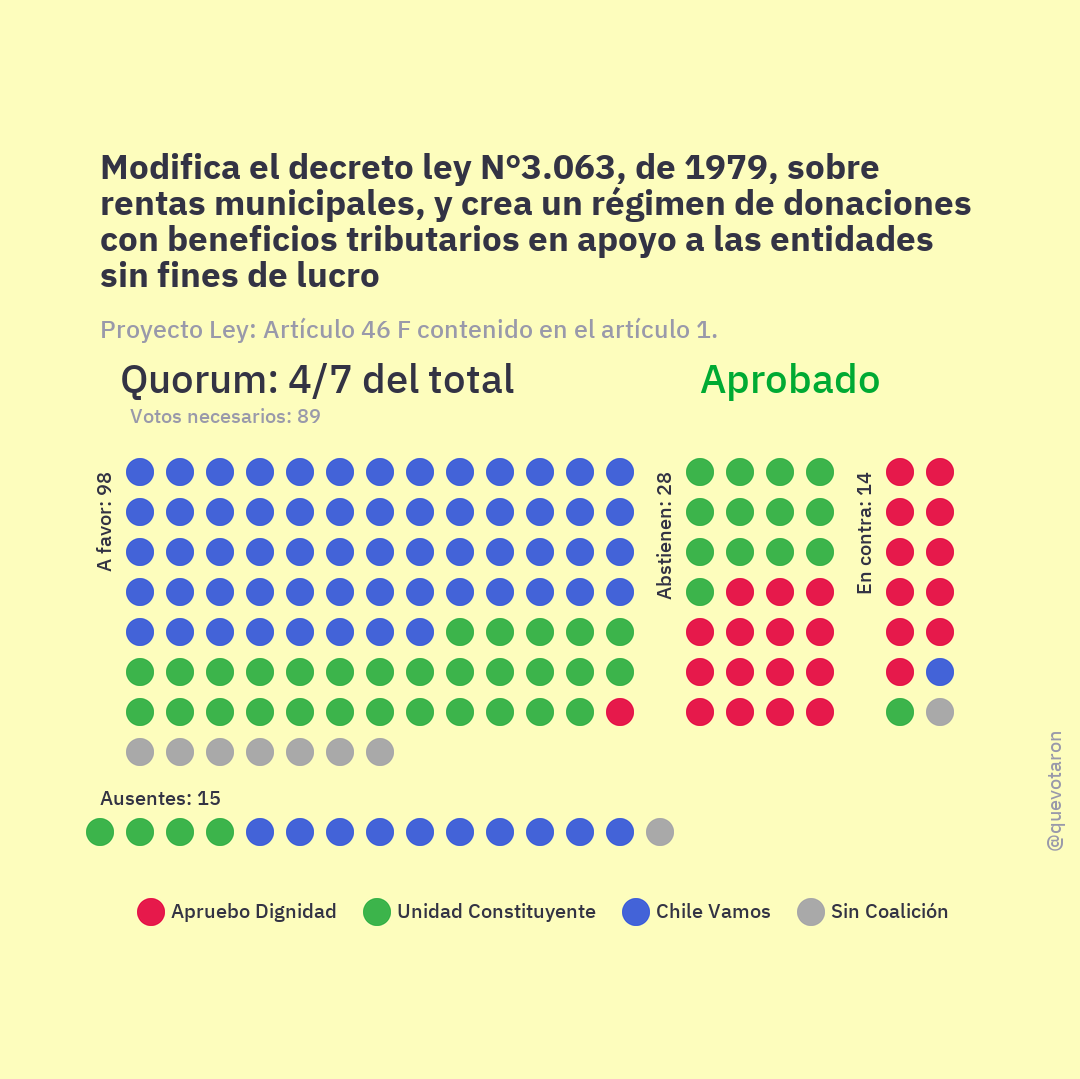 Modifica el decreto ley N°3.063, de 1979, sobre
rentas municipales, y crea un régimen de donaciones
con beneficios tributarios en apoyo a las entidades
sin fines de lucro
Proyecto Ley: Artículo 46 F contenido en el artículo 1.
Quorum: 4/7 del total
Aprobado
Votos necesarios: 89
A favor: 98
Abstienen: 28
En contra: 14
Ausentes: 15
@quevotaron
Apruebo Dignidad
Unidad Constituyente
Chile Vamos
Sin Coalición